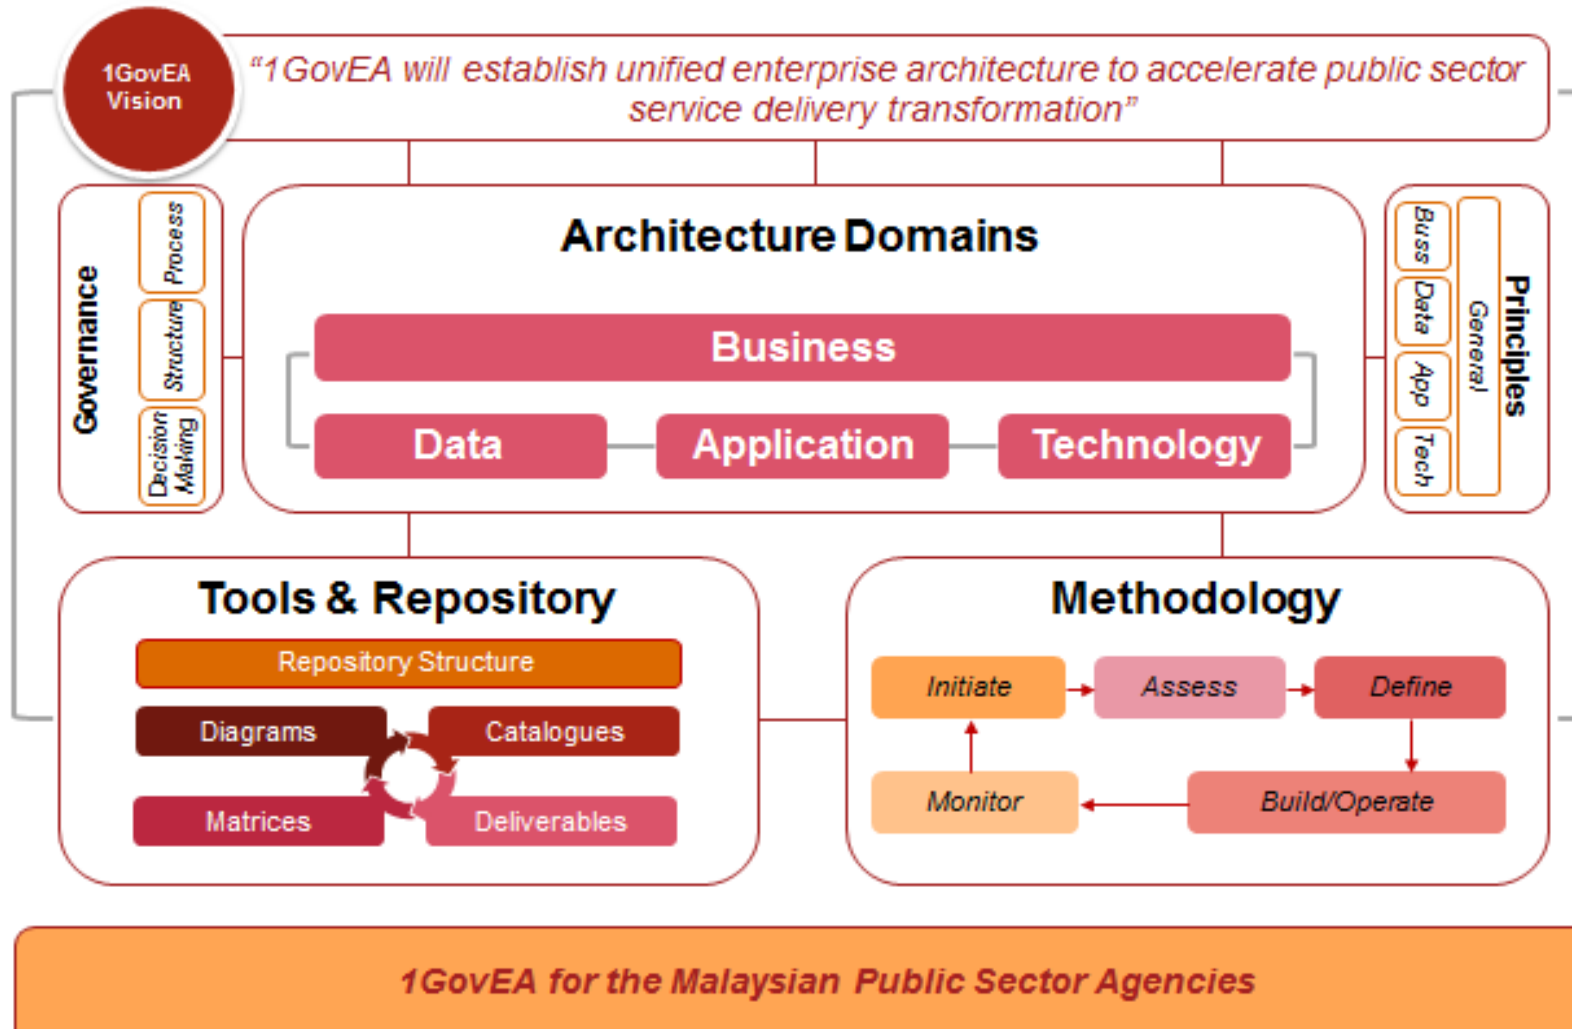 1GovEA
Vision
“1GovEA will establish unified enterprise architecture to accelerate public sector
service delivery transformation”
Governance
Process
Structure
Decision
Making
Architecture Domains
Business
Data
Application
Technology
Principles
General
Buss
Data
App
Tech
Tools & Repository
Repository Structure
Diagrams
Catalogues
Matrices
Deliverables
Methodology
Initiate
Assess
Define
Monitor
Build/Operate
1GovEA for the Malaysian Public Sector Agencies